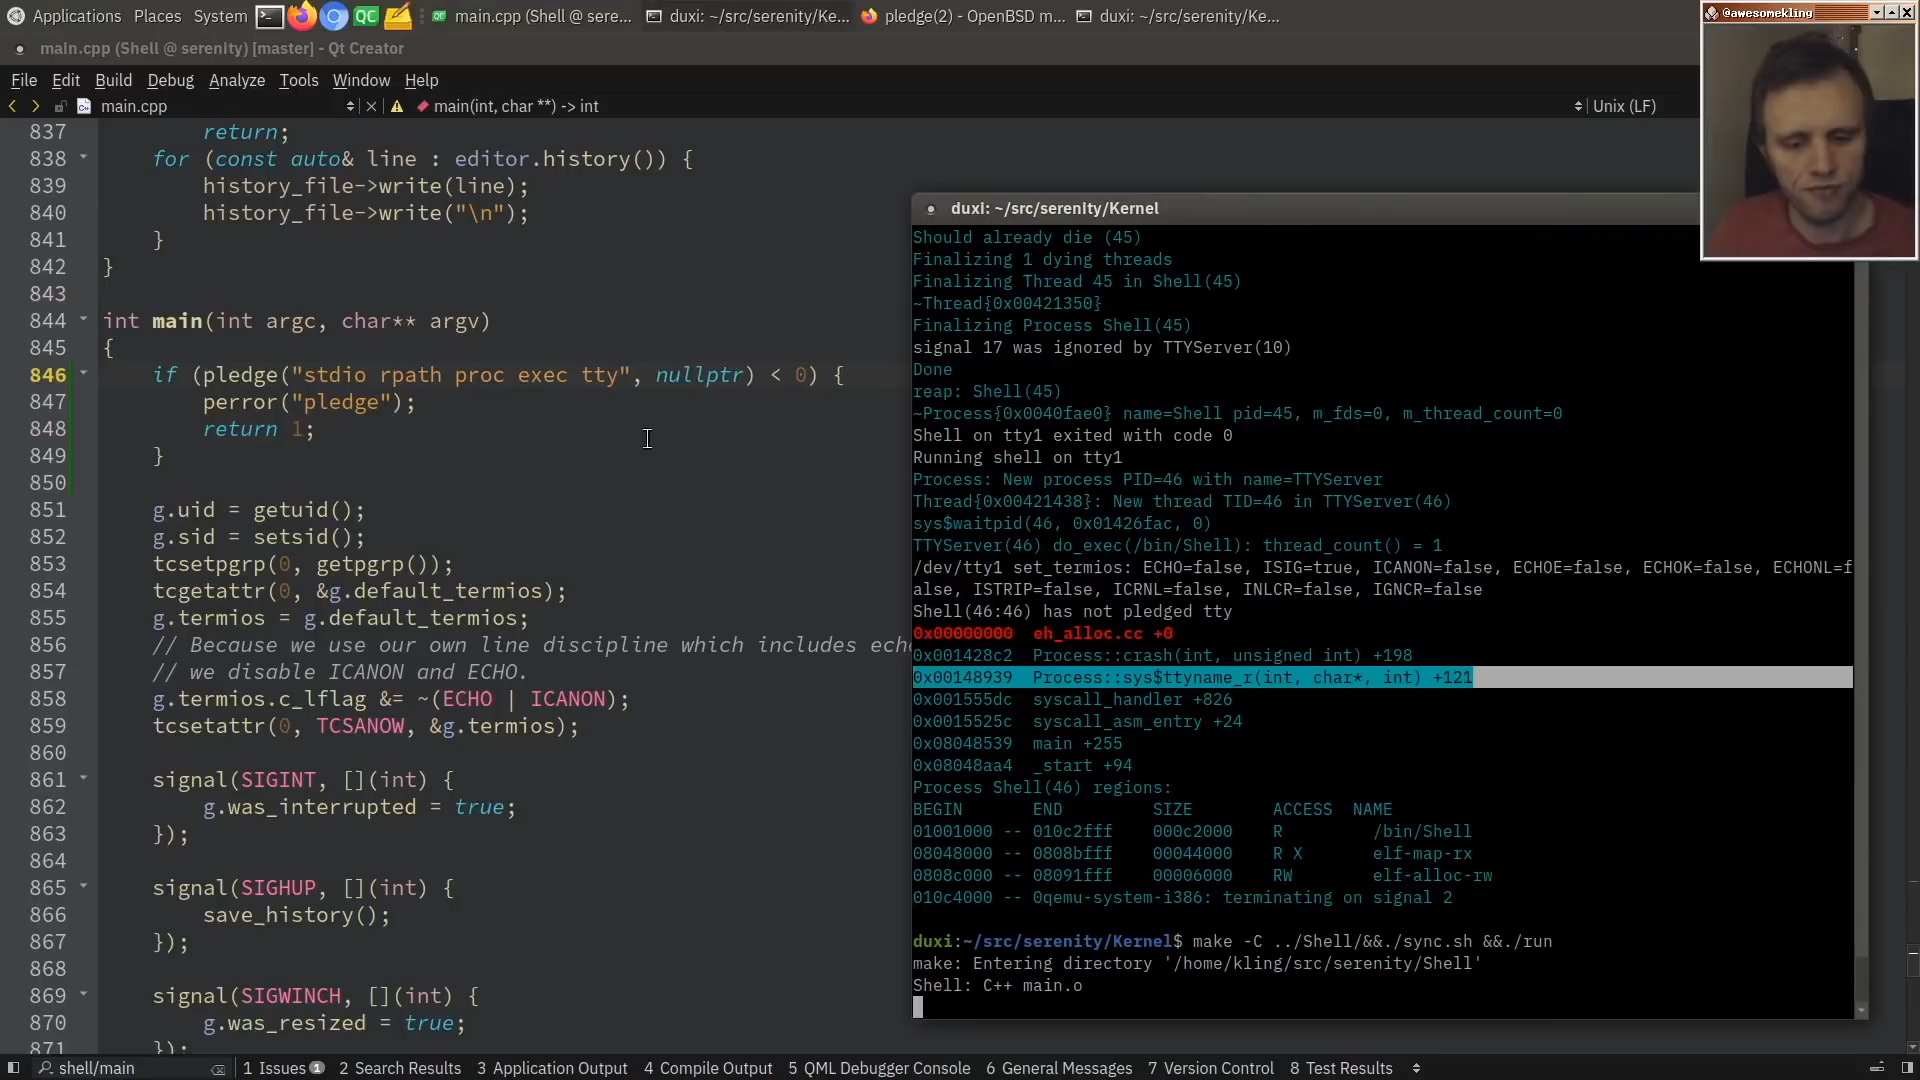 Applications Places System main.cpp (Shell @ sere... duxi: ~/src/serenity/Ke... pledge(2) - OpenBSD m... duxi: ~/src/serenity/Ke...
@awesomekling
main.cpp (Shell @ serenity) [master] - Qt Creator
File Edit Build Debug Analyze Tools Window Help
main.cpp main(int, char **) -> int Unix (LF)
837 return;
838 for (const auto& line : editor.history()) {
839 history_file->write(line);
840 history_file->write("\n");
841 }
842 }
843
844 int main(int argc, char** argv)
845 {
846 if (pledge("stdio rpath proc exec tty", nullptr) < 0) {
847 perror("pledge");
848 return 1;
849 }
850
851 g.uid = getuid();
852 g.sid = setsid();
853 tcsetpgrp(0, getpgrp());
854 tcgetattr(0, &g.default_termios);
855 g.termios = g.default_termios;
856 // Because we use our own line discipline which includes echo
857 // we disable ICANON and ECHO.
858 g.termios.c_lflag &= ~(ECHO | ICANON);
859 tcsetattr(0, TCSANOW, &g.termios);
860
861 signal(SIGINT, [](int) {
862 g.was_interrupted = true;
863 });
864
865 signal(SIGHUP, [](int) {
866 save_history();
867 });
868
869 signal(SIGWINCH, [](int) {
870 g.was_resized = true;
871 });
duxi: ~/src/serenity/Kernel
Should already die (45)
Finalizing 1 dying threads
Finalizing Thread 45 in Shell(45)
~Thread{0x00421350}
Finalizing Process Shell(45)
signal 17 was ignored by TTYServer(10)
Done
reap: Shell(45)
~Process{0x0040fae0} name=Shell pid=45, m_fds=0, m_thread_count=0
Shell on tty1 exited with code 0
Running shell on tty1
Process: New process PID=46 with name=TTYServer
Thread{0x00421438}: New thread TID=46 in TTYServer(46)
sys$waitpid(46, 0x01426fac, 0)
TTYServer(46) do_exec(/bin/Shell): thread_count() = 1
/dev/tty1 set_termios: ECHO=false, ISIG=true, ICANON=false, ECHOE=false, ECHOK=false, ECHONL=f
alse, ISTRIP=false, ICRNL=false, INLCR=false, IGNCR=false
Shell(46:46) has not pledged tty
0x00000000 eh_alloc.cc +0
0x001428c2 Process::crash(int, unsigned int) +198
0x00148939 Process::sys$ttyname_r(int, char*, int) +121
0x001555dc syscall_handler +826
0x0015525c syscall_asm_entry +24
0x08048539 main +255
0x08048aa4 _start +94
Process Shell(46) regions:
BEGIN END SIZE ACCESS NAME
01001000 -- 010c2fff 000c2000 R /bin/Shell
08048000 -- 0808bfff 00044000 R X elf-map-rx
0808c000 -- 08091fff 00006000 RW elf-alloc-rw
010c4000 -- 0qemu-system-i386: terminating on signal 2
duxi:~/src/serenity/Kernel$ make -C ../Shell/&&./sync.sh &&./run
make: Entering directory '/home/kling/src/serenity/Shell'
Shell: C++ main.o
shell/main 1 Issues 1 2 Search Results 3 Application Output 4 Compile Output 5 QML Debugger Console 6 General Messages 7 Version Control 8 Test Results